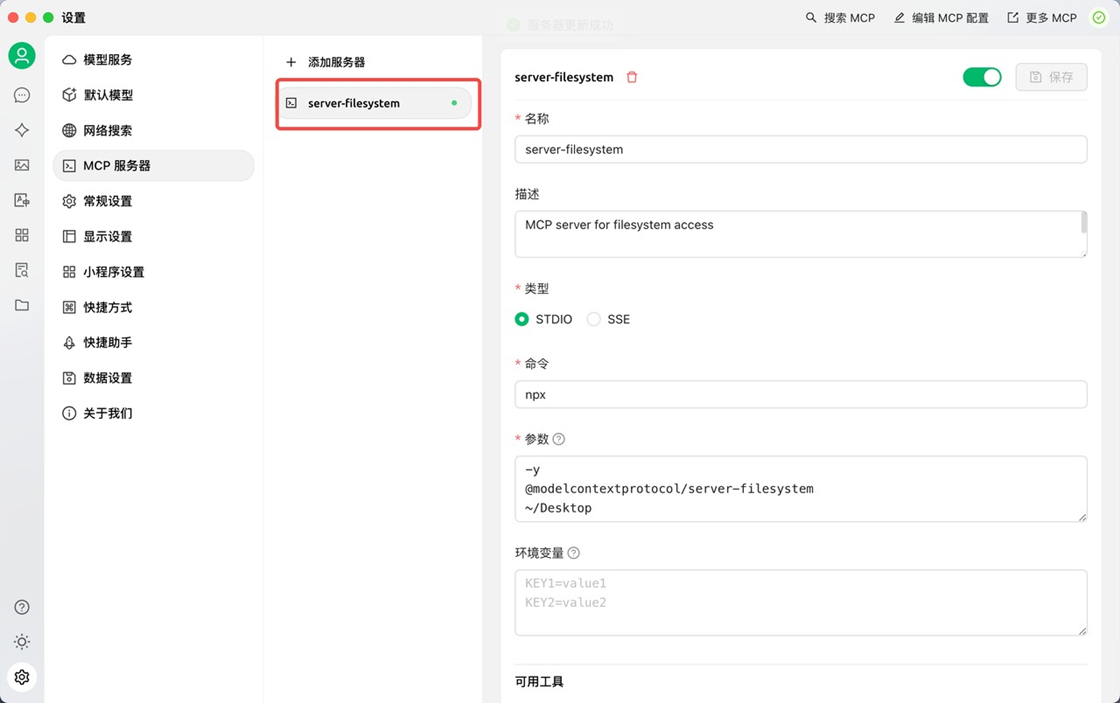 设置
服务器更新成功
搜索 MCP
编辑 MCP 配置
更多 MCP
模型服务
默认模型
网络搜索
MCP 服务器
常规设置
显示设置
小程序设置
快捷方式
快捷助手
数据设置
关于我们
添加服务器
server-filesystem
server-filesystem
保存
* 名称
server-filesystem
描述
MCP server for filesystem access
* 类型
STDIO SSE
* 命令
npx
* 参数
-y
@modelcontextprotocol/server-filesystem
~/Desktop
环境变量
KEY1=value1
KEY2=value2
可用工具